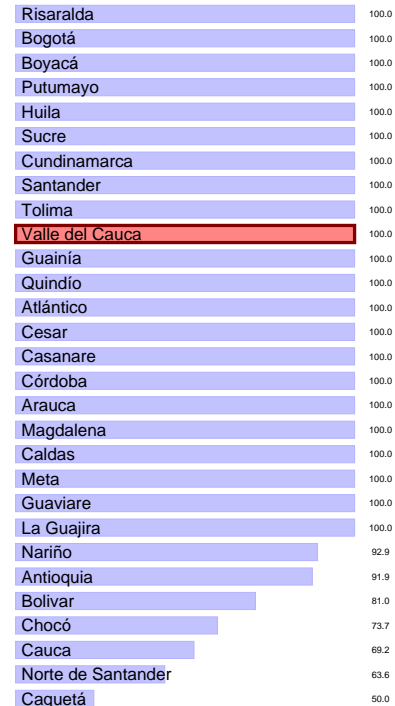 Risaralda 100.0
Bogotá 100.0
Boyacá 100.0
Putumayo 100.0
Huila 100.0
Sucre 100.0
Cundinamarca 100.0
Santander 100.0
Tolima 100.0
Valle del Cauca 100.0
Guainía 100.0
Quindío 100.0
Atlántico 100.0
Cesar 100.0
Casanare 100.0
Córdoba 100.0
Arauca 100.0
Magdalena 100.0
Caldas 100.0
Meta 100.0
Guaviare 100.0
La Guajira 100.0
Nariño 92.9
Antioquia 91.9
Bolivar 81.0
Chocó 73.7
Cauca 69.2
Norte de Santander 63.6
Caquetá 50.0